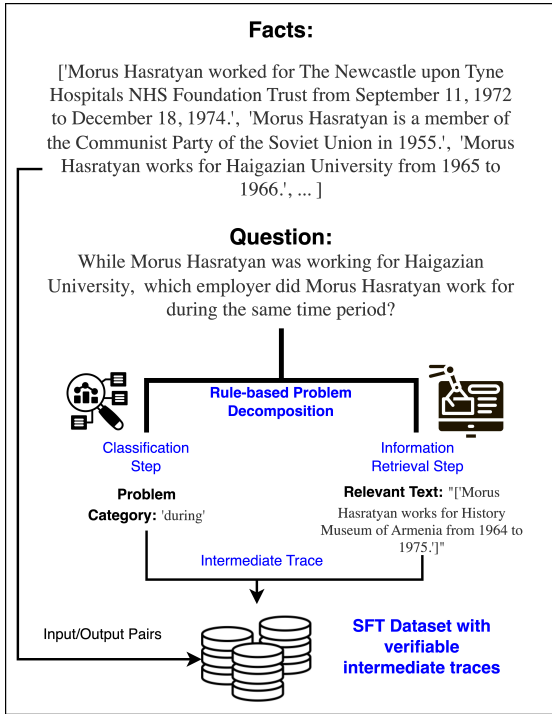 Facts:
['Morus Hasratyan worked for The Newcastle upon Tyne
Hospitals NHS Foundation Trust from September 11, 1972
to December 18, 1974.', 'Morus Hasratyan is a member of
the Communist Party of the Soviet Union in 1955.', 'Morus
Hasratyan works for Haigazian University from 1965 to
1966.', ... ]
Question:
While Morus Hasratyan was working for Haigazian
University, which employer did Morus Hasratyan work for
during the same time period?
Rule-based Problem
Decomposition
Classification
Step
Information
Retrieval Step
Problem
Category: 'during'
Relevant Text: "['Morus
Hasratyan works for History
Museum of Armenia from 1964 to
1975.']"
Intermediate Trace
Input/Output Pairs
SFT Dataset with
verifiable
intermediate traces